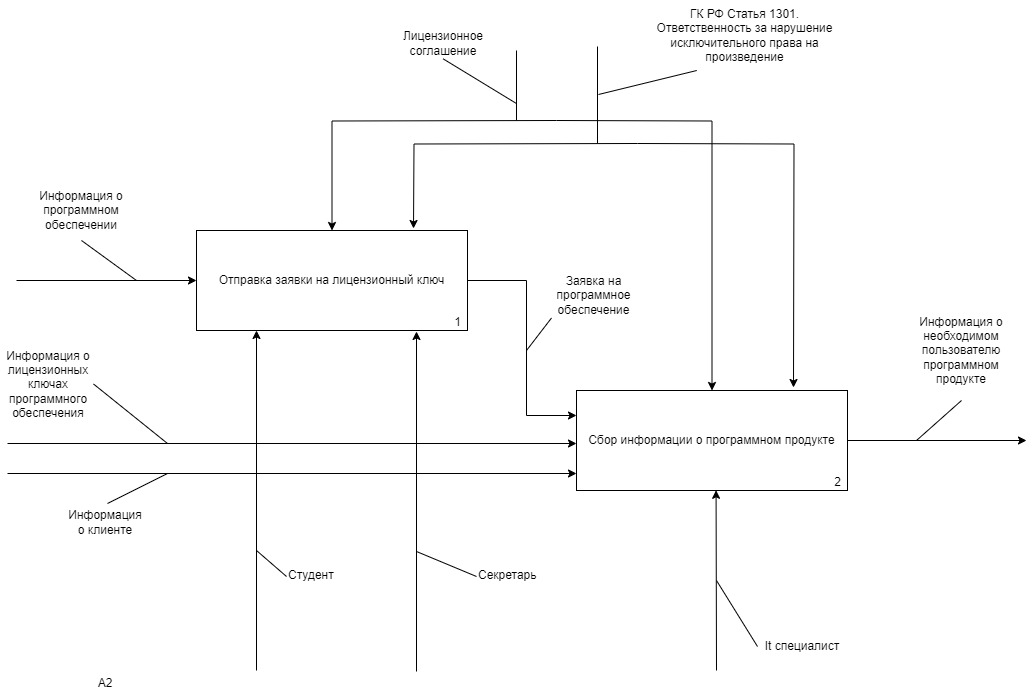 ГК РФ Статья 1301.
Ответственность за нарушение
исключительного права на
произведение
Лицензионное
соглашение
Информация о
программном
обеспечении
Отправка заявки на лицензионный ключ
1
Заявка на
программное
обеспечение
Информация о
необходимом
пользователю
программном
продукте
Информация о
лицензионных
ключах
программного
обеспечения
Сбор информации о программном продукте
2
Информация
о клиенте
Студент
Секретарь
It специалист
A2